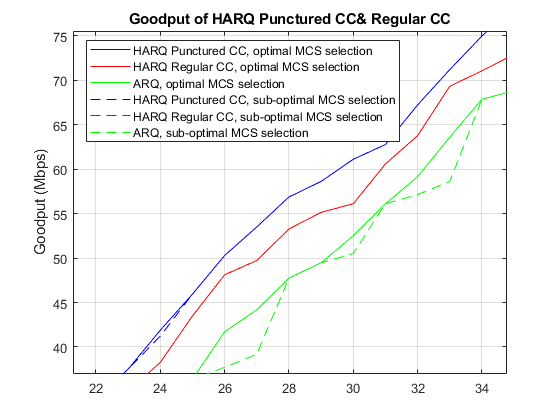 Goodput of HARQ Punctured CC& Regular CC
HARQ Punctured CC, optimal MCS selection
HARQ Regular CC, optimal MCS selection
ARQ, optimal MCS selection
HARQ Punctured CC, sub-optimal MCS selection
HARQ Regular CC, sub-optimal MCS selection
ARQ, sub-optimal MCS selection
Goodput (Mbps)
75
70
65
60
55
50
45
40
22 24 26 28 30 32 34